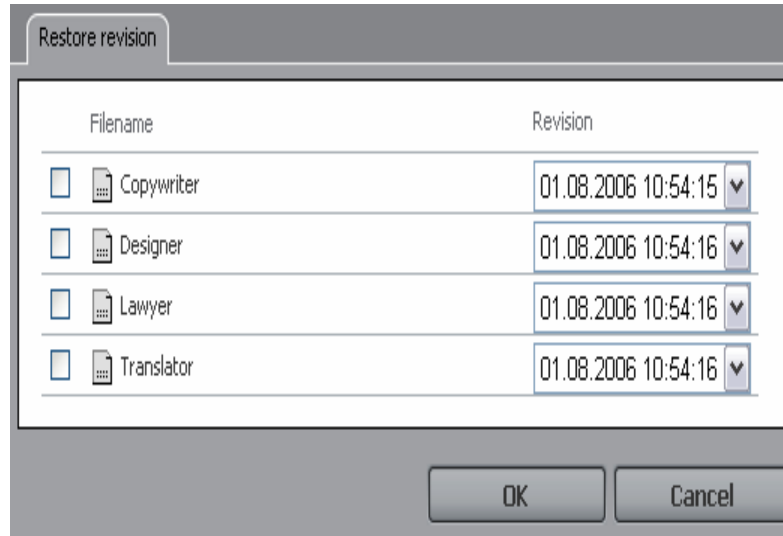 Restore revision
Filename Revision
Copywriter 01.08.2006 10:54:15
Designer 01.08.2006 10:54:16
Lawyer 01.08.2006 10:54:16
Translator 01.08.2006 10:54:16
OK Cancel